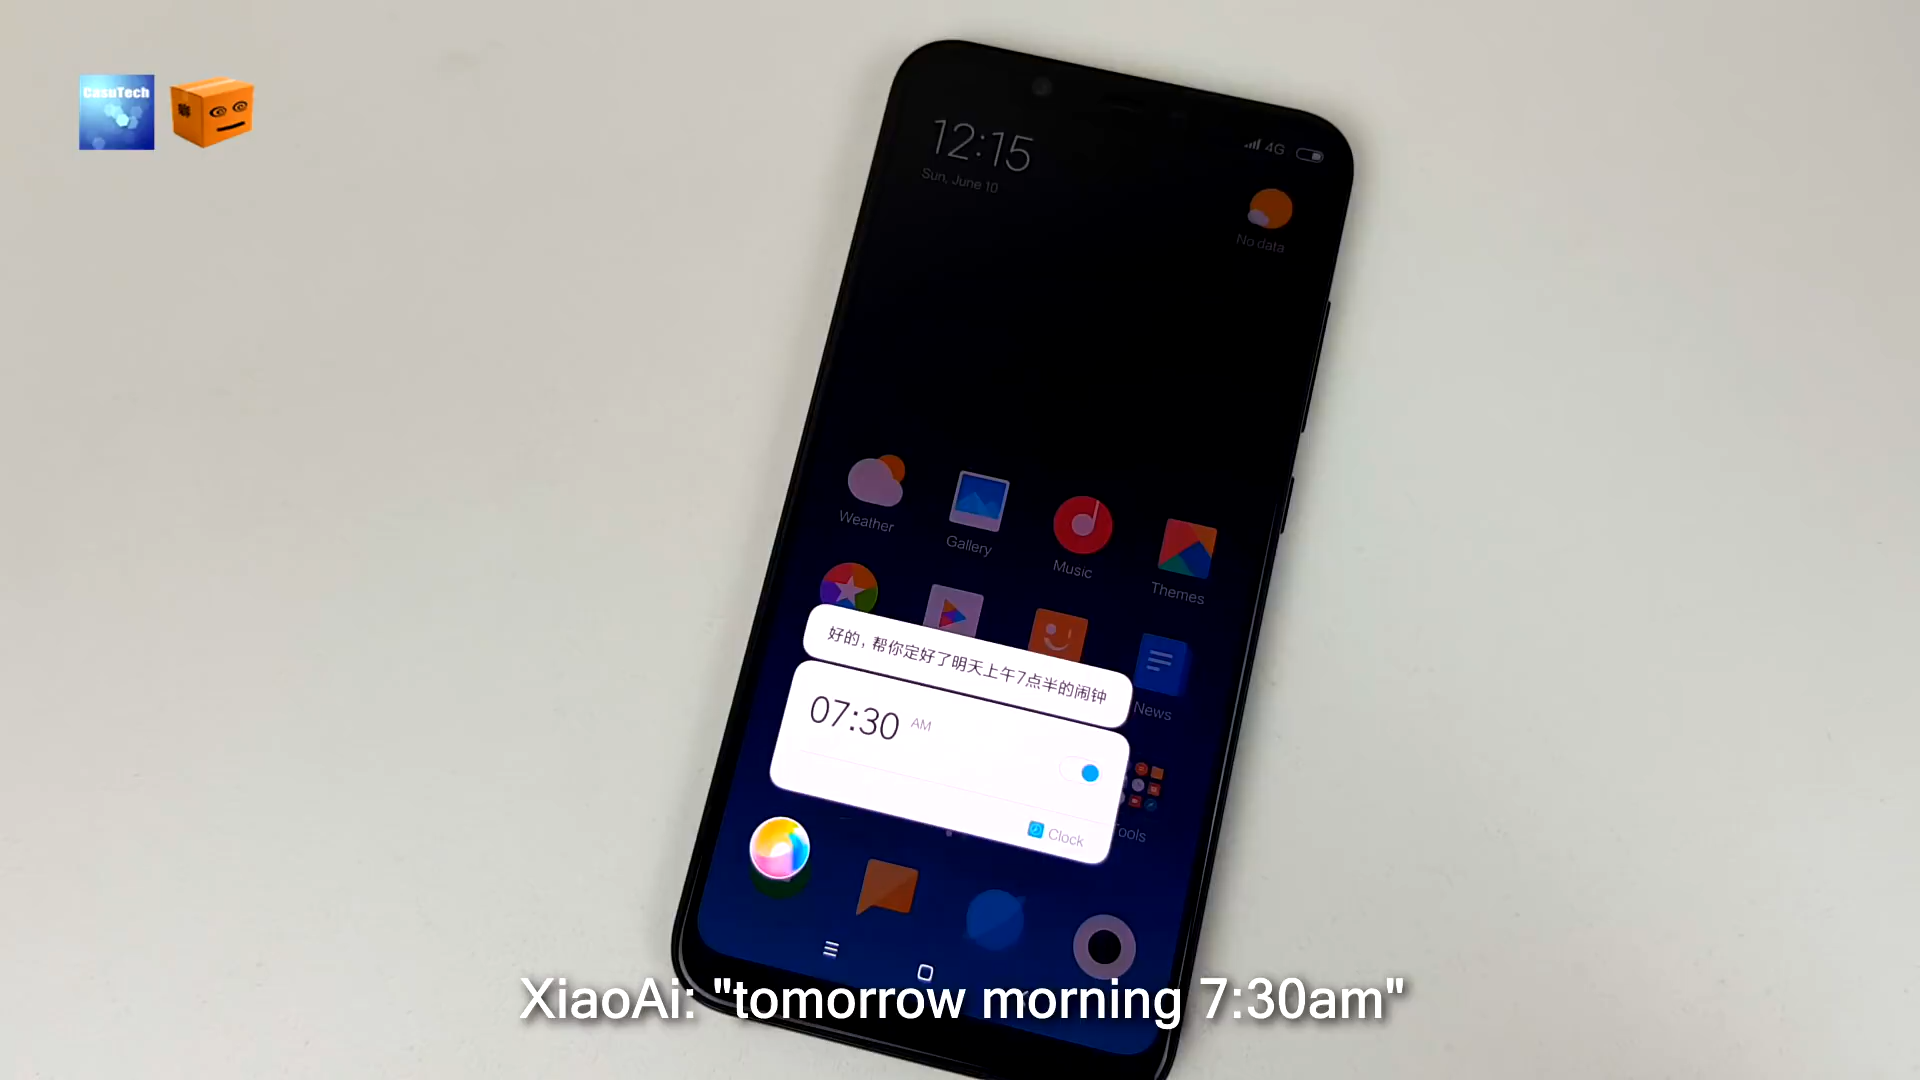 CasuTech
12:15
Sun, June 10
4G
No data
Weather
Gallery
Music
Themes
好的，帮你定好了明天上午7点半的闹钟
News
07:30 AM
Clock
ools
XiaoAi: "tomorrow morning 7:30am"